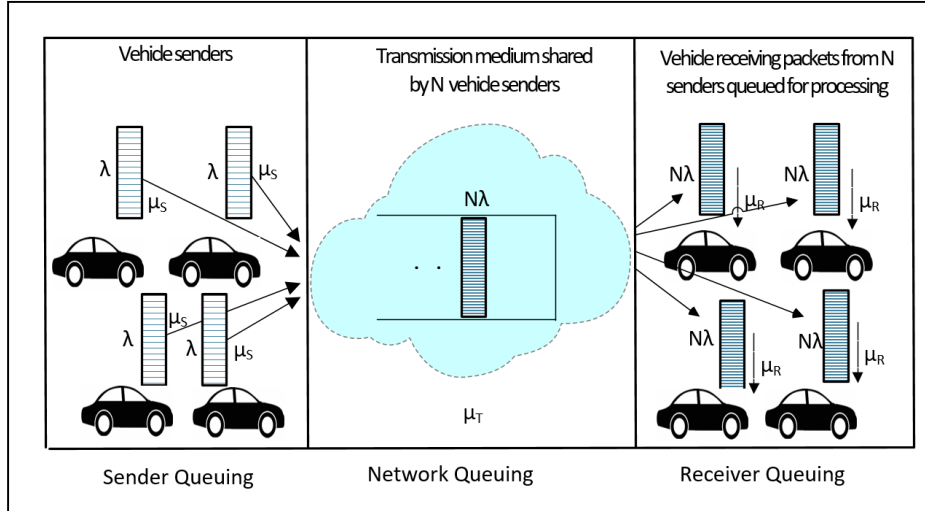 Vehicle senders
Transmission medium shared
by N vehicle senders
Vehicle receiving packets from N
senders queued for processing
λ
μS
λ
μS
λ
μS
λ
μS
Nλ
. .
μT
Nλ
μR
Nλ
μR
Nλ
μR
Nλ
μR
Sender Queuing
Network Queuing
Receiver Queuing